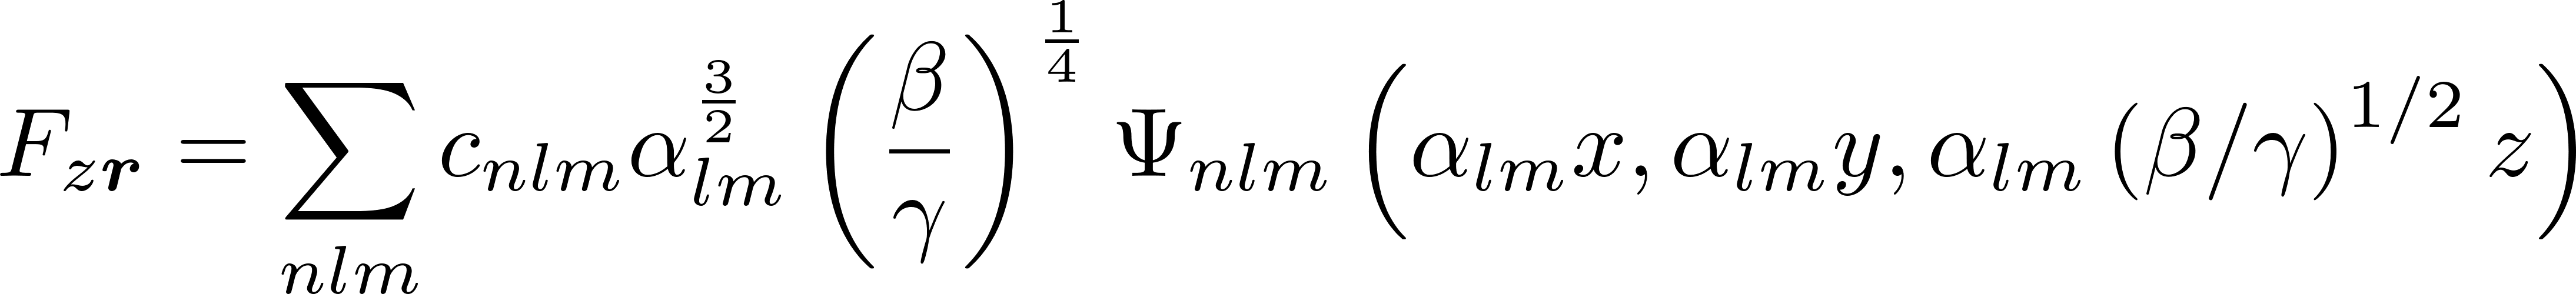 $F_{z\boldsymbol{r}} = \sum_{nlm} c_{nlm} \alpha_{lm}^{\frac{3}{2}} \left( \frac{\beta}{\gamma} \right)^{\frac{1}{4}} \Psi_{nlm} \left( \alpha_{lm} x, \alpha_{lm} y, \alpha_{lm} \left( \beta / \gamma \right)^{1/2} z \right)$